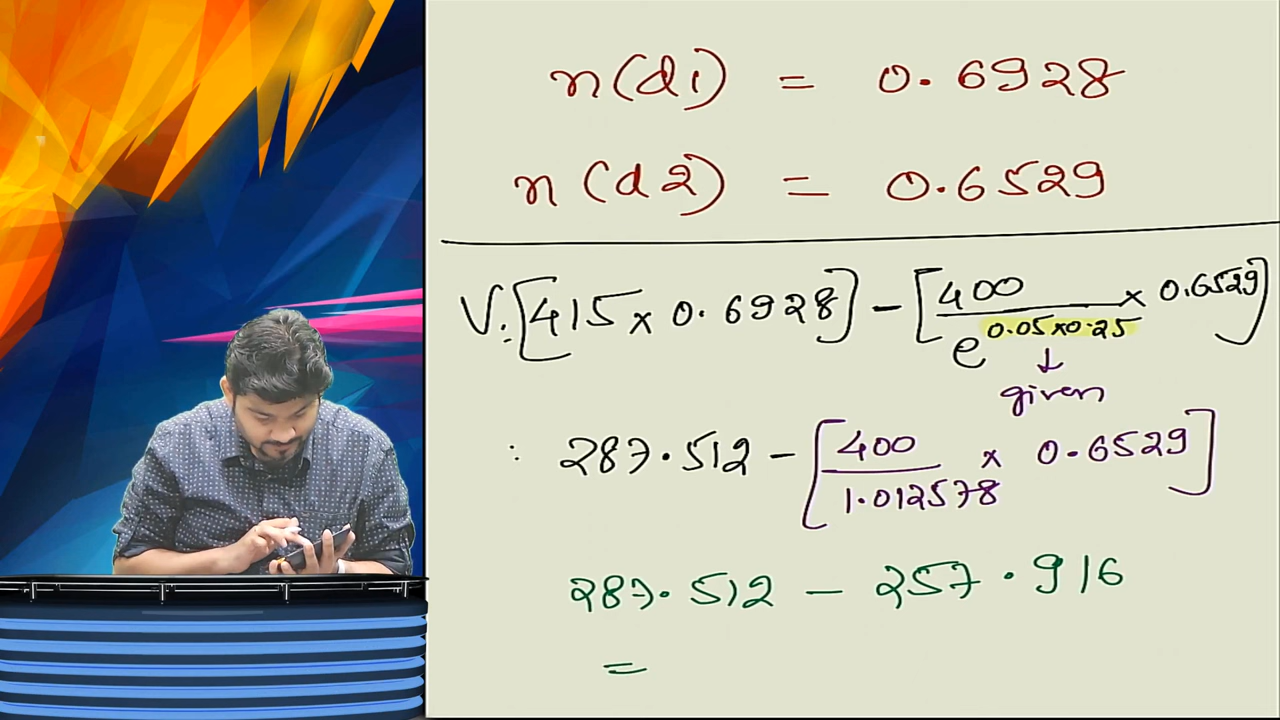 n(d1) = 0.6928
n(d2) = 0.6529
V: [415 x 0.6928] - [400 / e^0.05x0.25 x 0.6529]
↓
given
: 287.512 - [400 / 1.012578 x 0.6529]
287.512 - 257.916
=